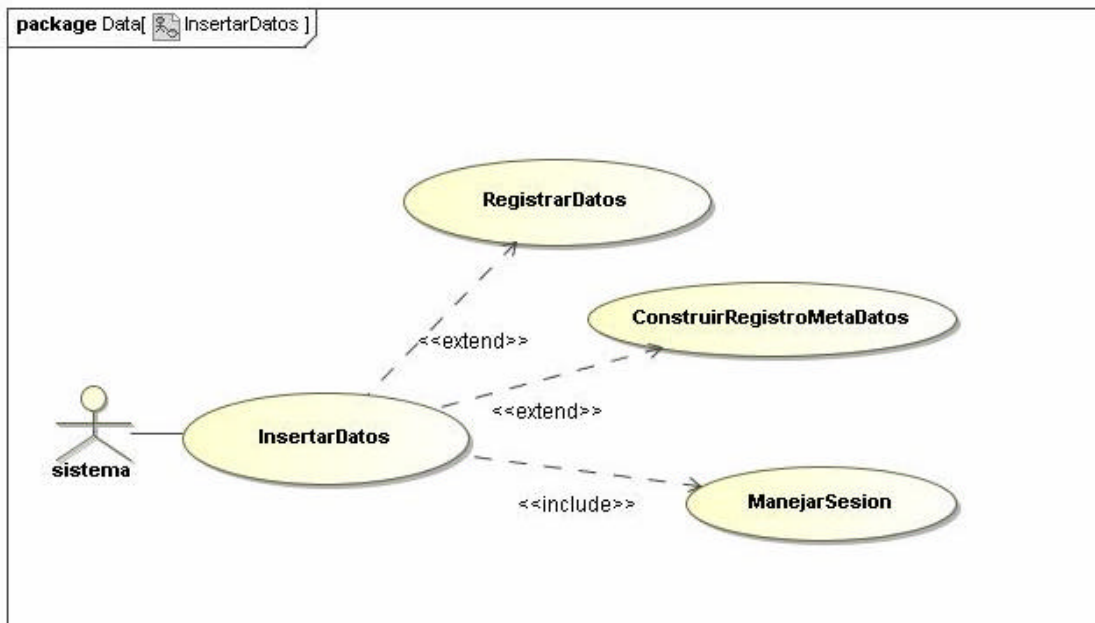 package Data[ InsertarDatos ]
RegistrarDatos
ConstruirRegistroMetaDatos
<<extend>>
<<extend>>
InsertarDatos
sistema
ManejarSesion
<<include>>